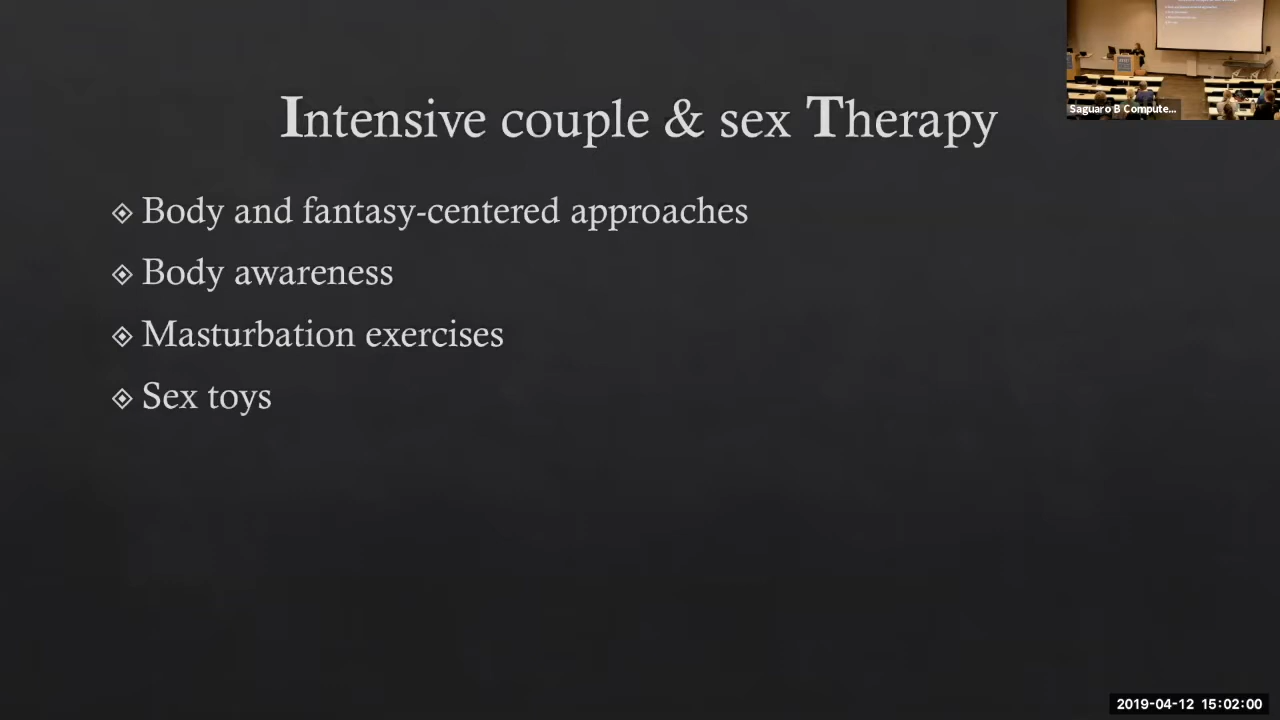 Intensive couple & sex Therapy
Body and fantasy-centered approaches
Body awareness
Masturbation exercises
Sex toys
Saguaro B Compute...
2019-04-12 15:02:00